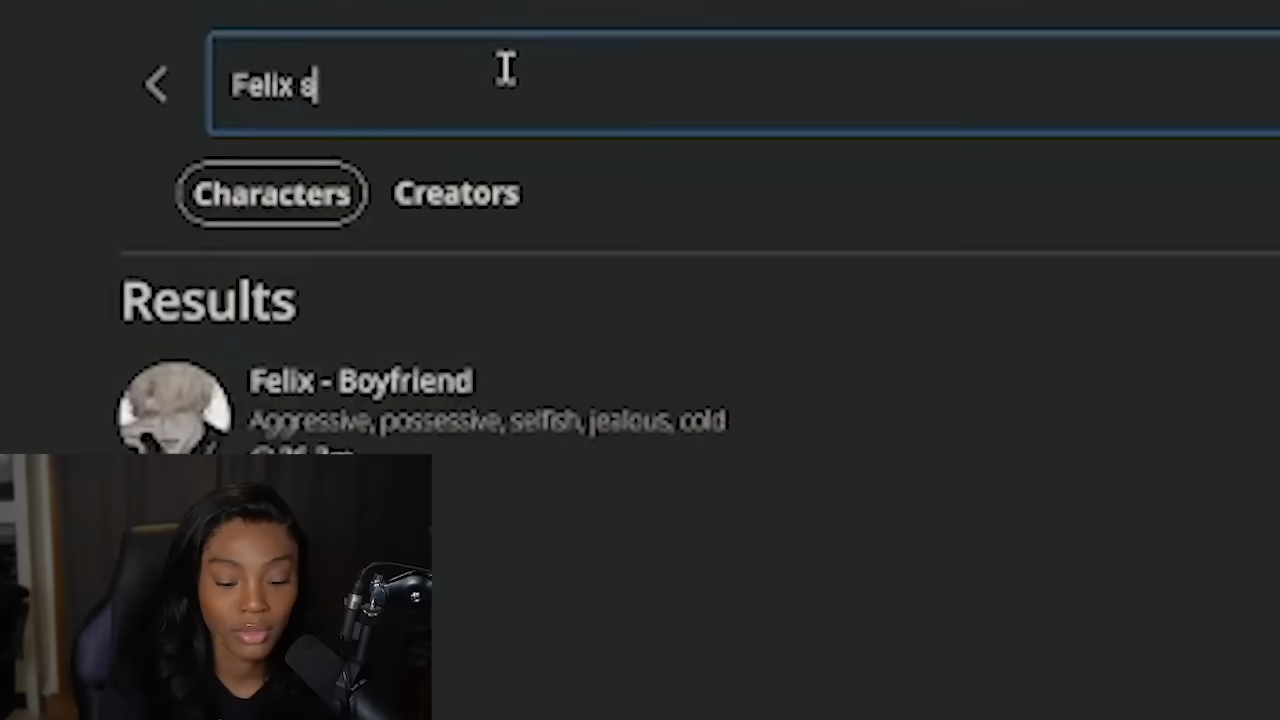 Felix s
Characters Creators
Results
Felix - Boyfriend
Aggressive, possessive, selfish, jealous, cold